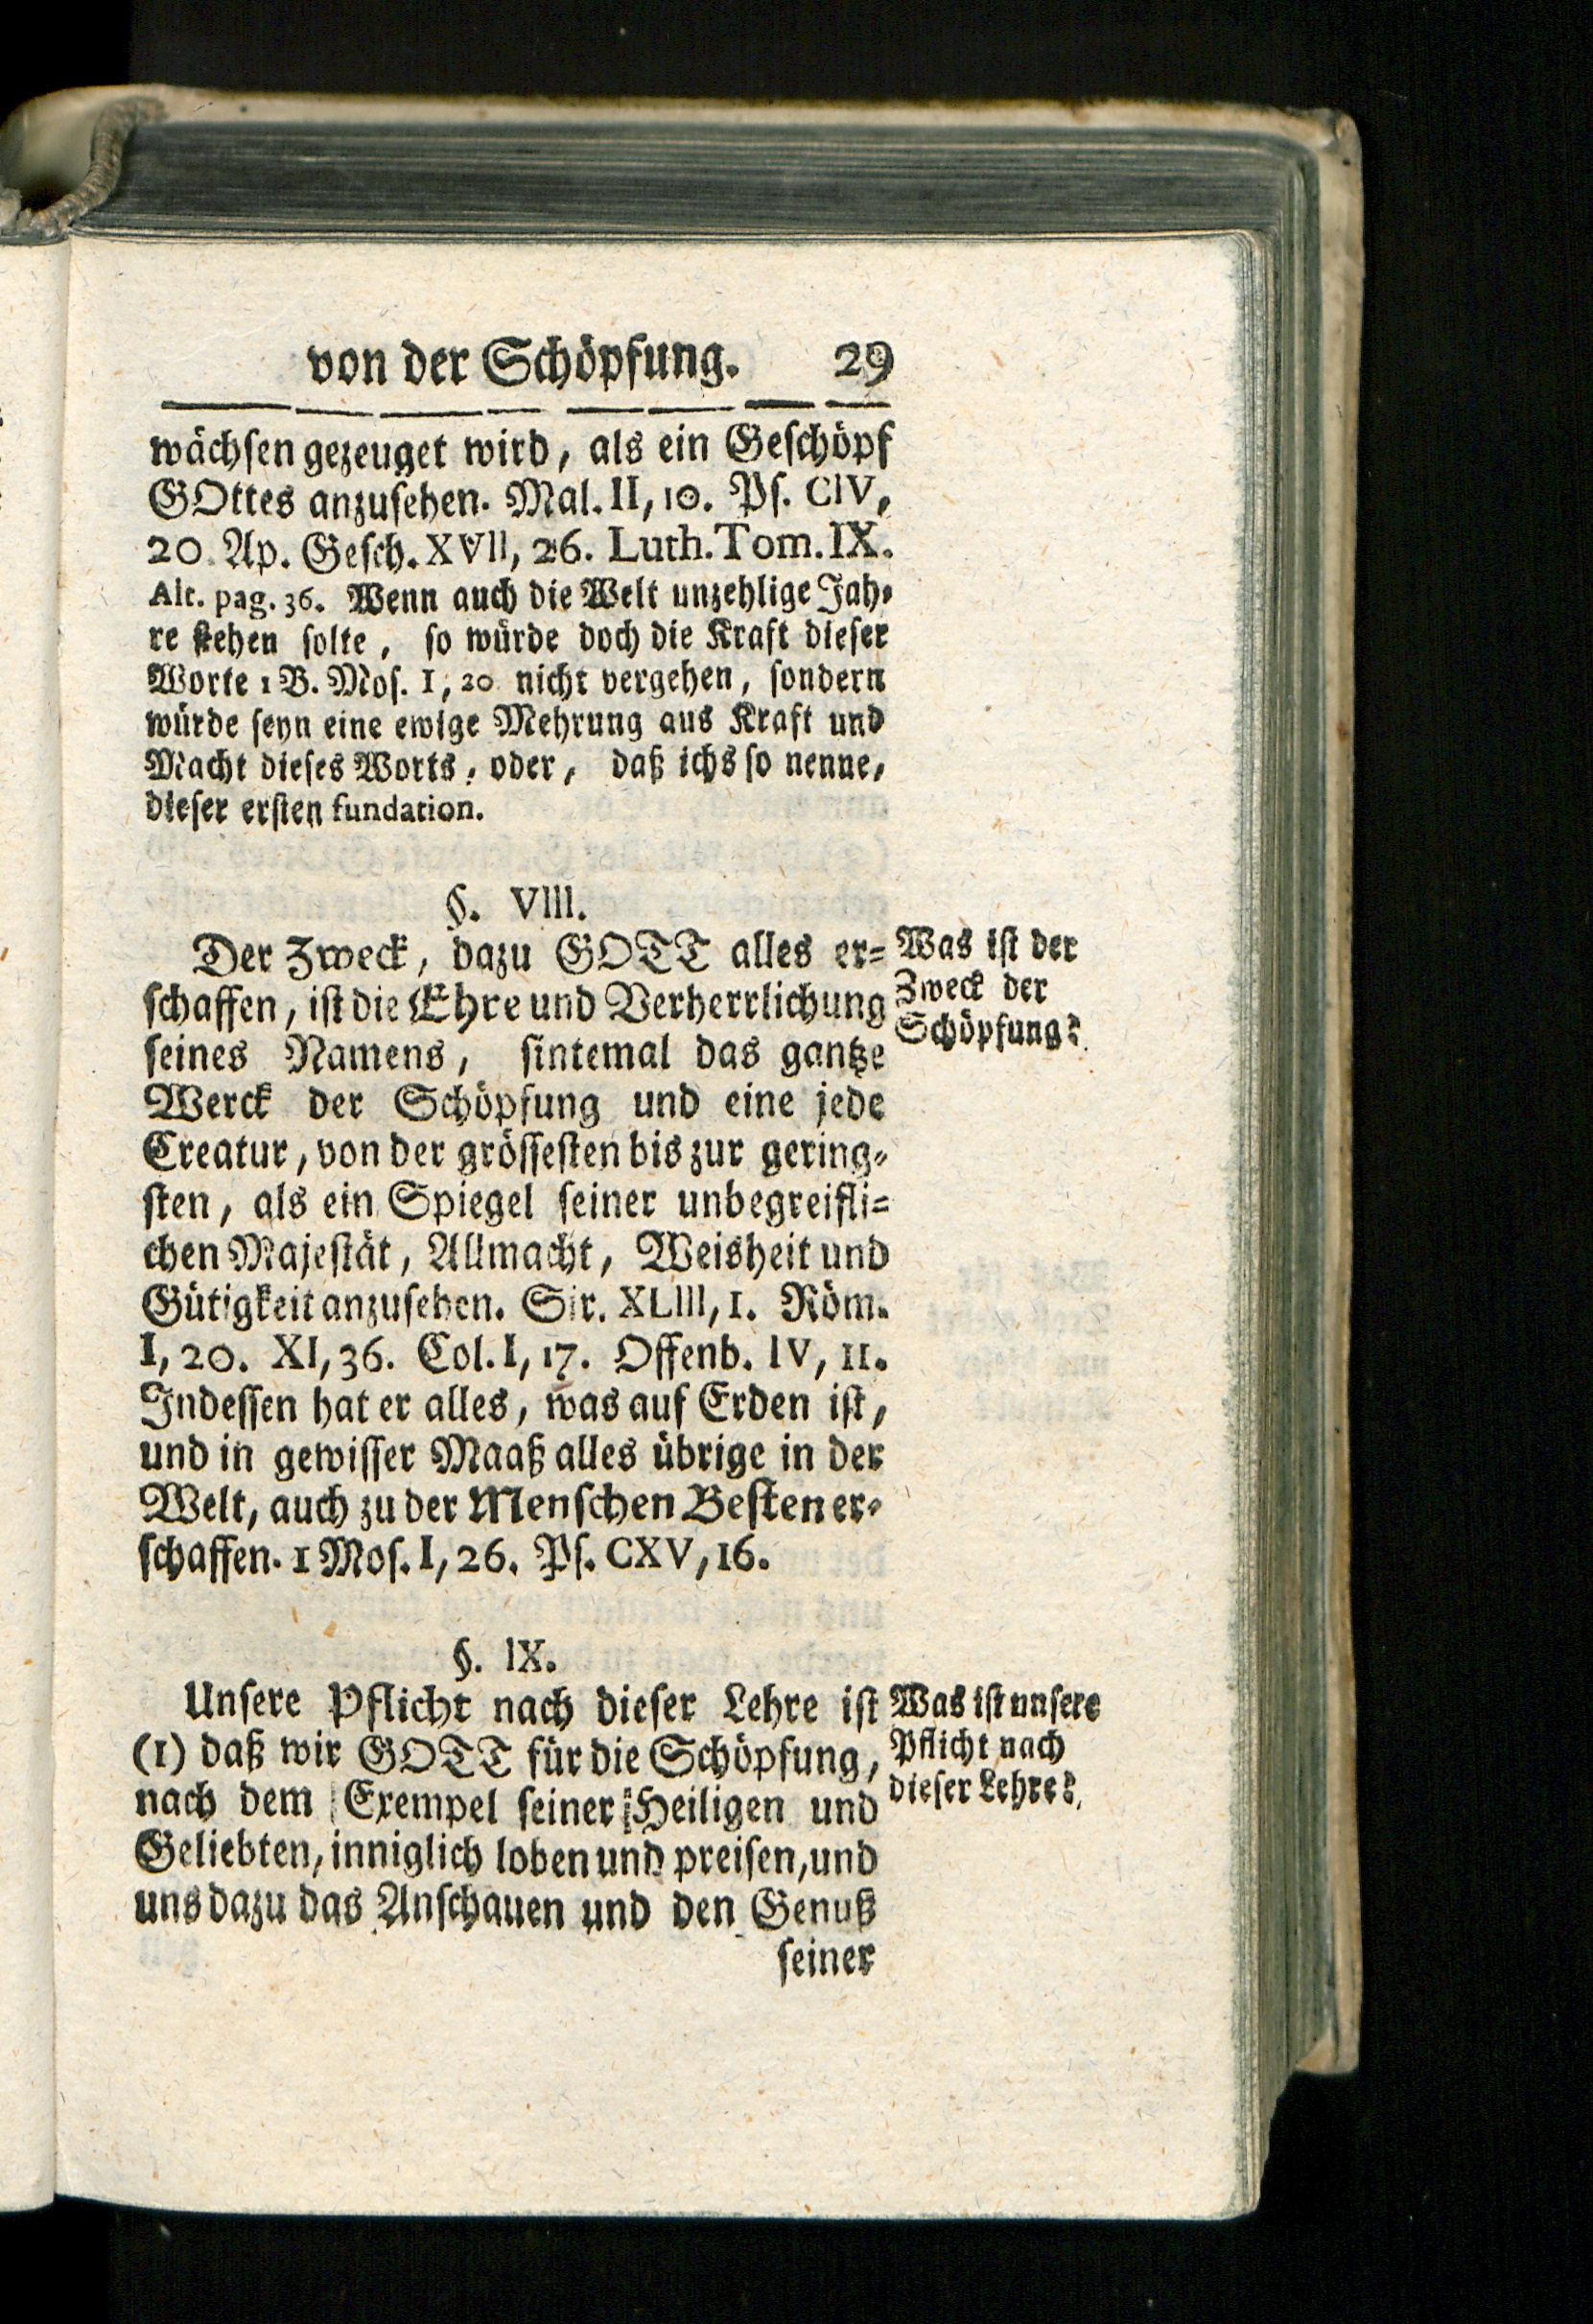 von der Schöpfung. 29
wächsen gezeuget wird, als ein Geschöpf
GOttes anzusehen. Mal. II, 10. Ps. CIV,
20. Ap. Gesch. XVII, 26. Luth. Tom. IX.
Alt. pag. 36. Wenn auch die Welt unzehlige Jah-
re stehen solte, so würde doch die Kraft dieser
Worte 1 B. Mos. I, 20 nicht vergehen, sondern
würde seyn eine ewige Mehrung aus Kraft und
Macht dieses Worts, oder, daß ichs so nenne,
dieser ersten fundation.
§. VIII.
Der Zweck, dazu GOTT alles er-
schaffen, ist die Ehre und Verherrlichung
seines Namens, sintemal das gantze
Werck der Schöpfung und eine jede
Creatur, von der grössesten bis zur gering-
sten, als ein Spiegel seiner unbegreifli-
chen Majestät, Allmacht, Weisheit und
Gütigkeit anzusehen. Sir. XLIII, 1. Röm.
I, 20. XI, 36. Col. I, 17. Offenb. IV, 11.
Indessen hat er alles, was auf Erden ist,
und in gewisser Maaß alles übrige in der
Welt, auch zu der Menschen Besten er-
schaffen. 1 Mos. I, 26. Ps. CXV, 16.
Was ist der
Zweck der
Schöpfung?
§. IX.
Unsere Pflicht nach dieser Lehre ist
(1) daß wir GOTT für die Schöpfung,
nach dem Exempel seiner Heiligen und
Geliebten, inniglich loben und preisen, und
uns dazu das Anschauen und den Genuß
seiner
Was ist unsere
Pflicht nach
dieser Lehre?